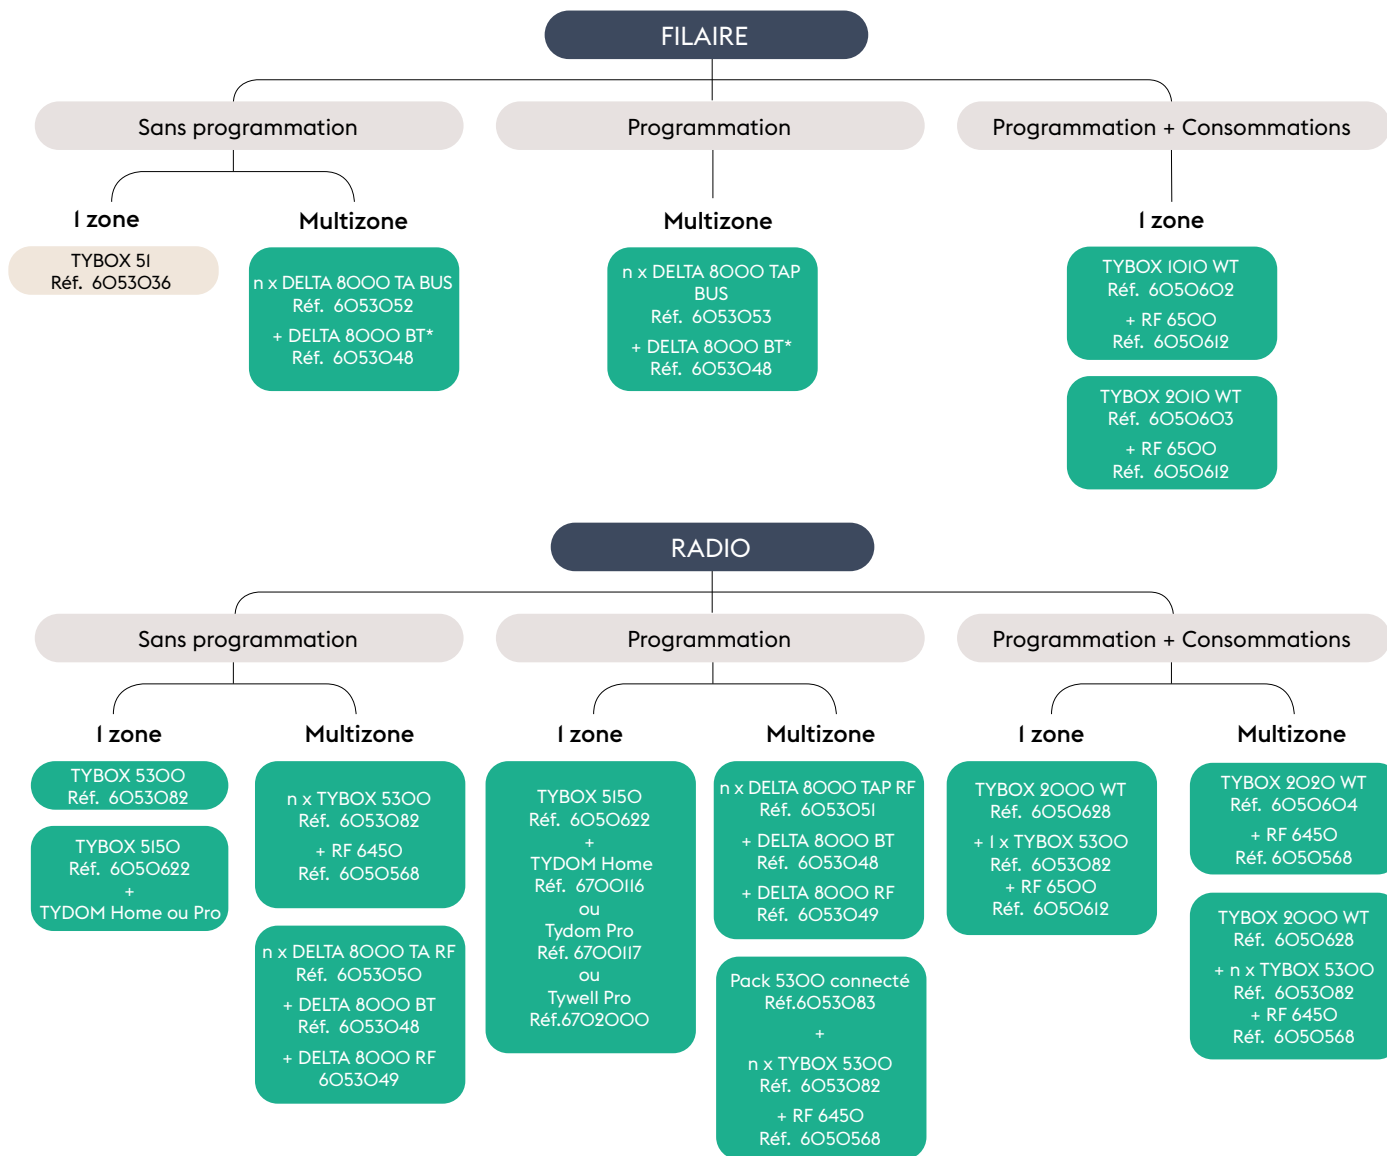 FILAIRE
Sans programmation
1 zone
TYBOX 51
Réf. 6053036
Multizone
n x DELTA 8000 TA BUS
Réf. 6053052
+ DELTA 8000 BT*
Réf. 6053048
Programmation
Multizone
n x DELTA 8000 TAP
BUS
Réf. 6053053
+ DELTA 8000 BT*
Réf. 6053048
Programmation + Consommations
1 zone
TYBOX 1010 WT
Réf. 6050602
+ RF 6500
Réf. 6050612
TYBOX 2010 WT
Réf. 6050603
+ RF 6500
Réf. 6050612
RADIO
Sans programmation
1 zone
TYBOX 5300
Réf. 6053082
TYBOX 5150
Réf. 6050622
+
TYDOM Home ou Pro
Multizone
n x TYBOX 5300
Réf. 6053082
+ RF 6450
Réf. 6050568
n x DELTA 8000 TA RF
Réf. 6053050
+ DELTA 8000 BT
Réf. 6053048
+ DELTA 8000 RF
6053049
Programmation
1 zone
TYBOX 5150
Réf. 6050622
+
TYDOM Home
Réf. 6700116
ou
Tydom Pro
Réf. 6700117
ou
Tywell Pro
Réf.6702000
Multizone
n x DELTA 8000 TAP RF
Réf. 6053051
+ DELTA 8000 BT
Réf. 6053048
+ DELTA 8000 RF
Réf. 6053049
Pack 5300 connecté
Réf.6053083
+
n x TYBOX 5300
Réf. 6053082
+ RF 6450
Réf. 6050568
Programmation + Consommations
1 zone
TYBOX 2000 WT
Réf. 6050628
+ 1 x TYBOX 5300
Réf. 6053082
+ RF 6500
Réf. 6050612
Multizone
TYBOX 2020 WT
Réf. 6050604
+ RF 6450
Réf. 6050568
TYBOX 2000 WT
Réf. 6050628
+ n x TYBOX 5300
Réf. 6053082
+ RF 6450
Réf. 6050568